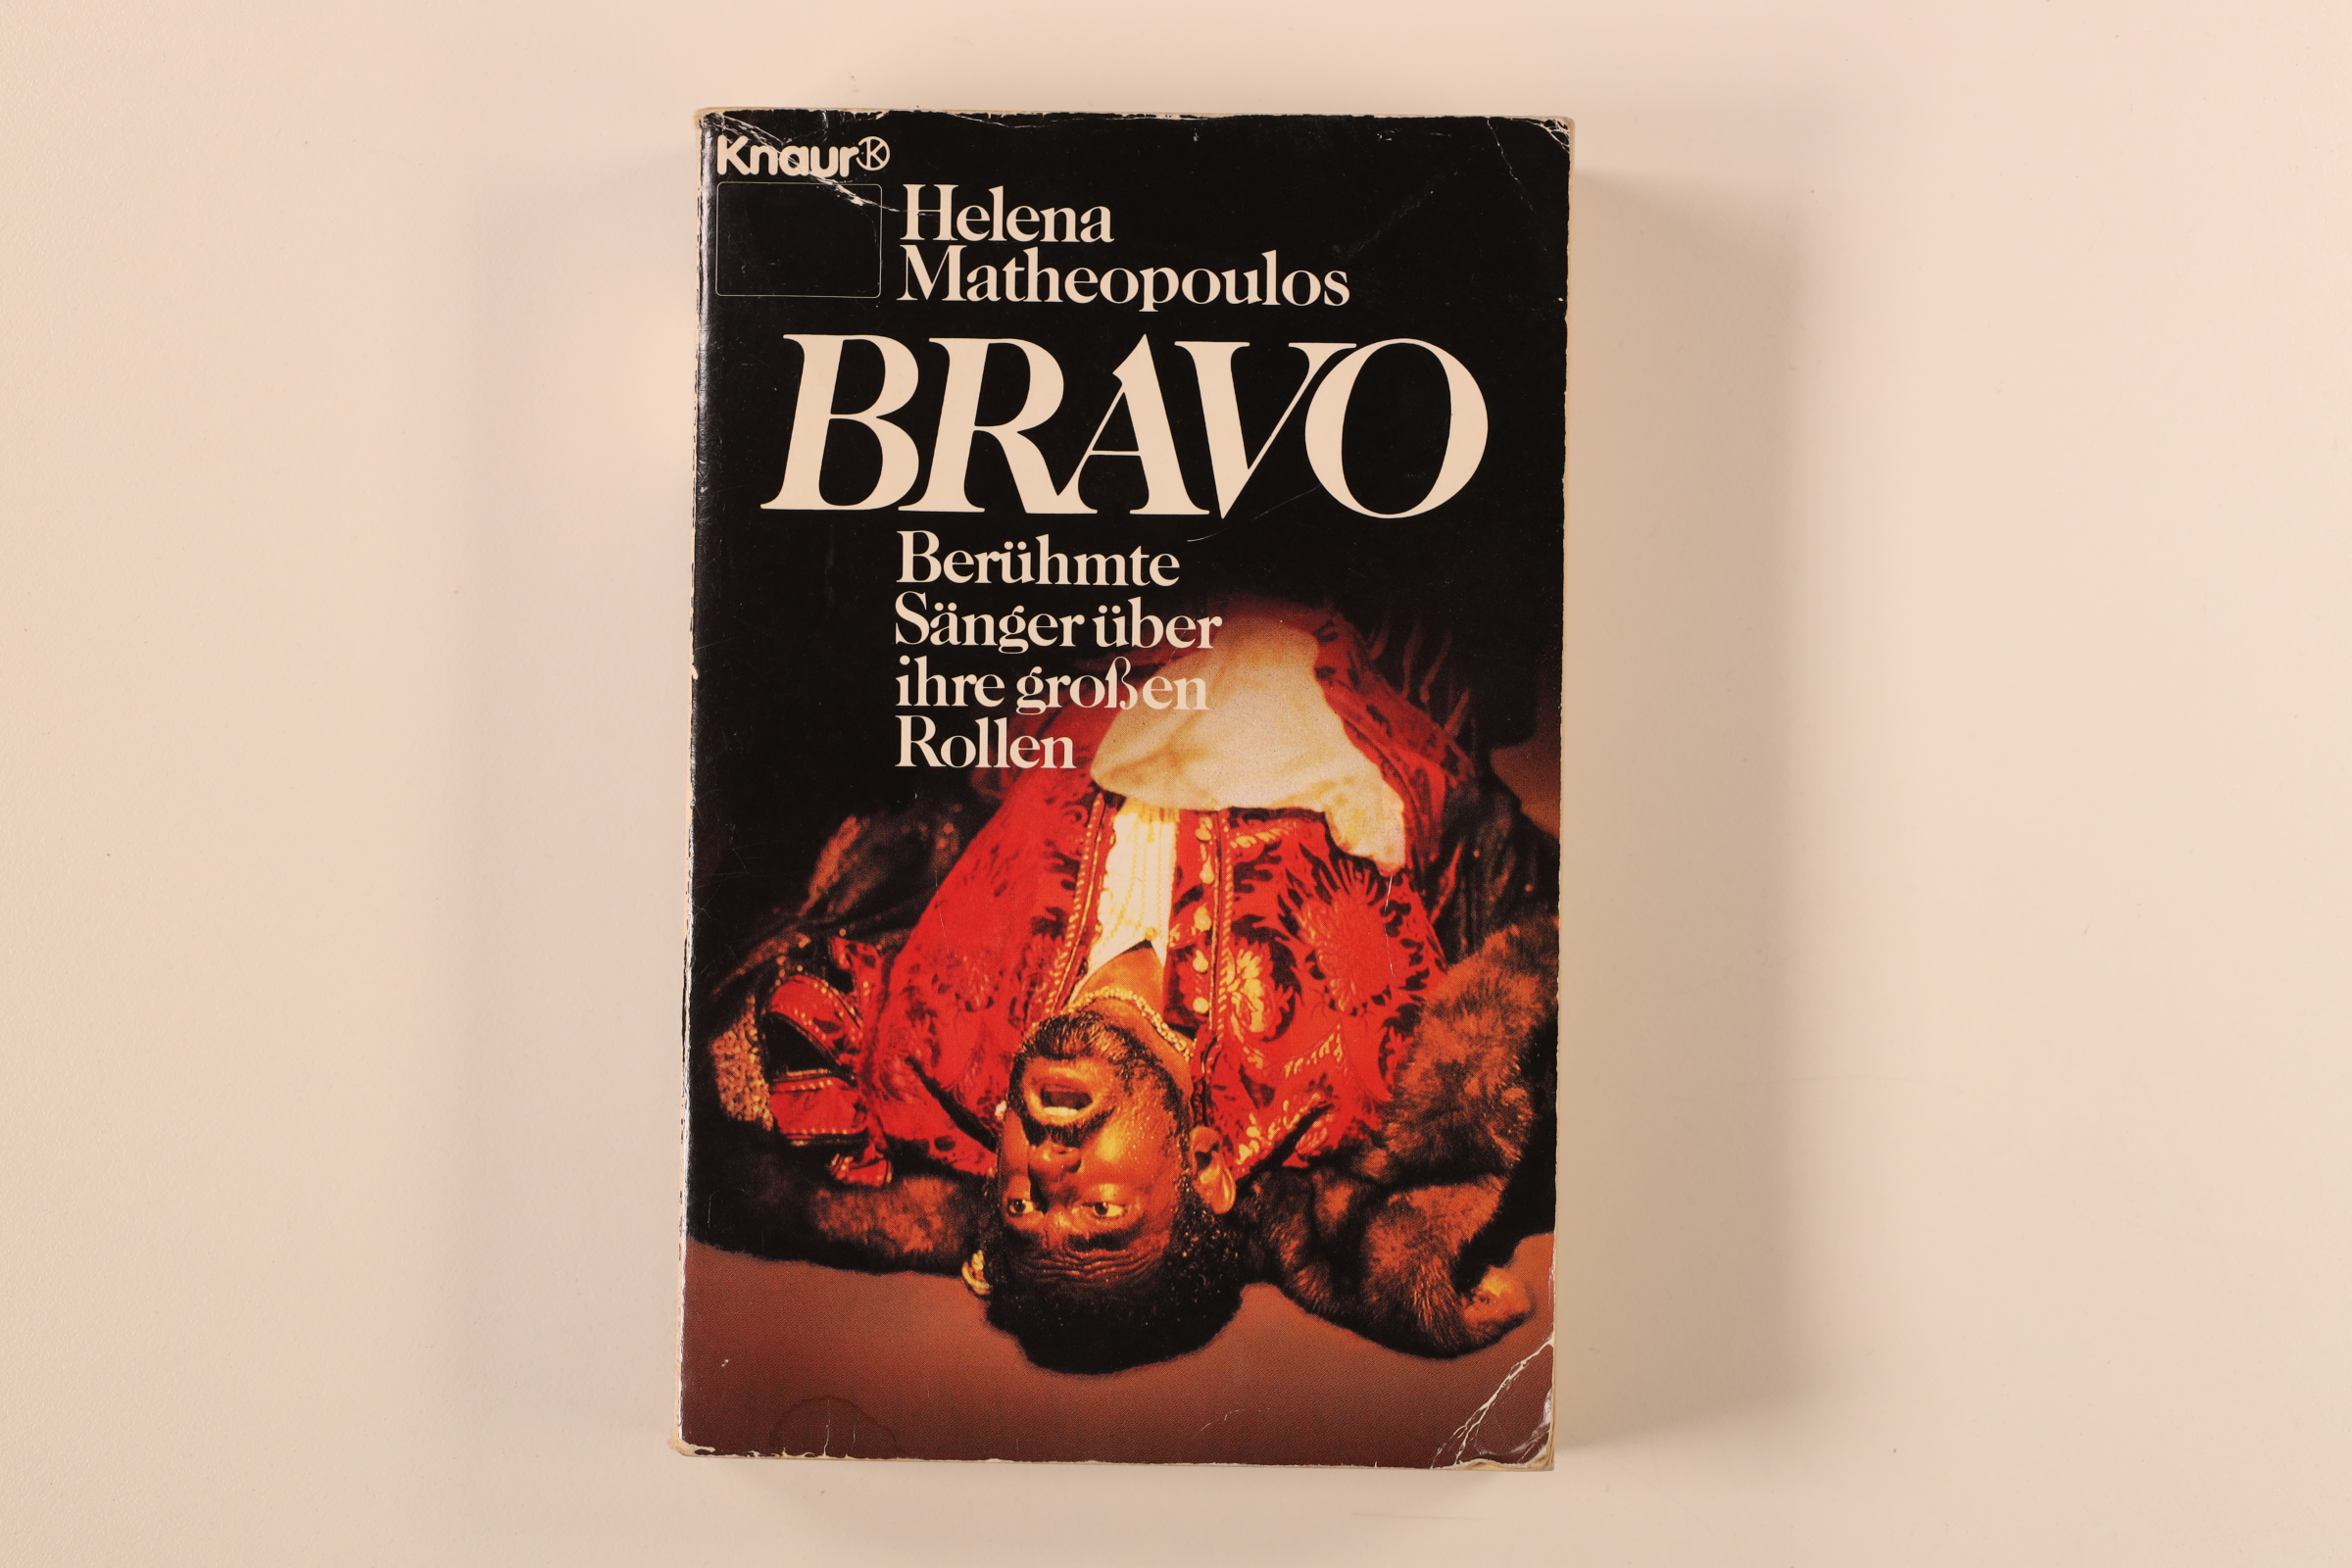 Knaur
Helena
Matheopoulos
BRAVO
Berühmte
Sänger über
ihre großen
Rollen